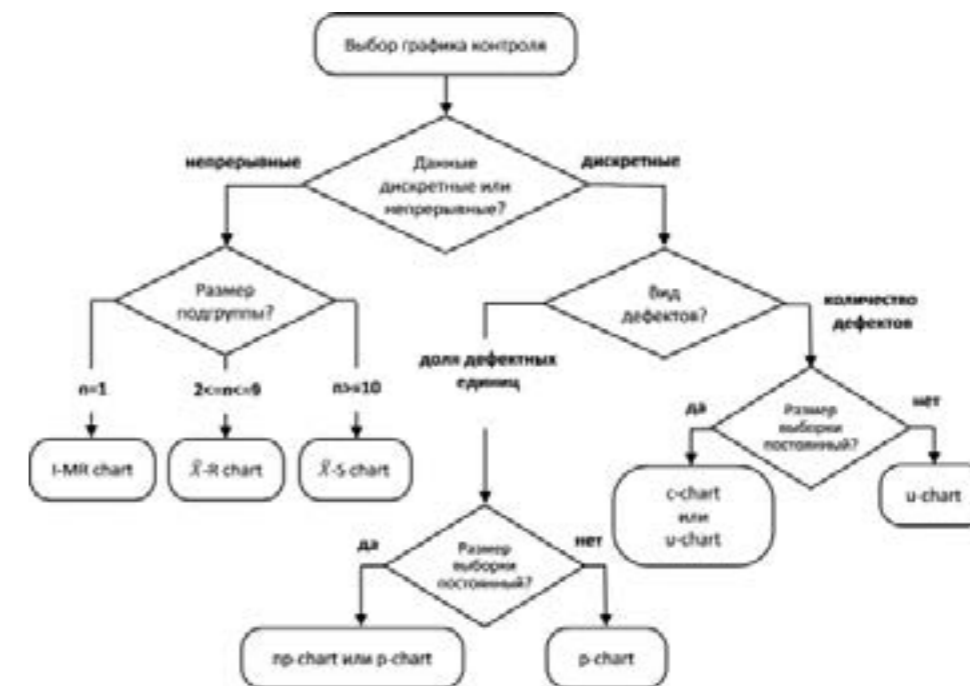 Выбор графика контроля
непрерывные
дискретные
Данные
дискретные или
непрерывные?
Размер
подгруппы?
Вид
дефектов?
количество
дефектов
доля дефектных
единиц
n=1
2<=n<=9
n>=10
да
Размер
выборки
постоянный?
нет
I-MR chart
X̄-R chart
X̄-S chart
c-chart
или
u-chart
u-chart
да
Размер
выборки
постоянный?
нет
np-chart или p-chart
p-chart